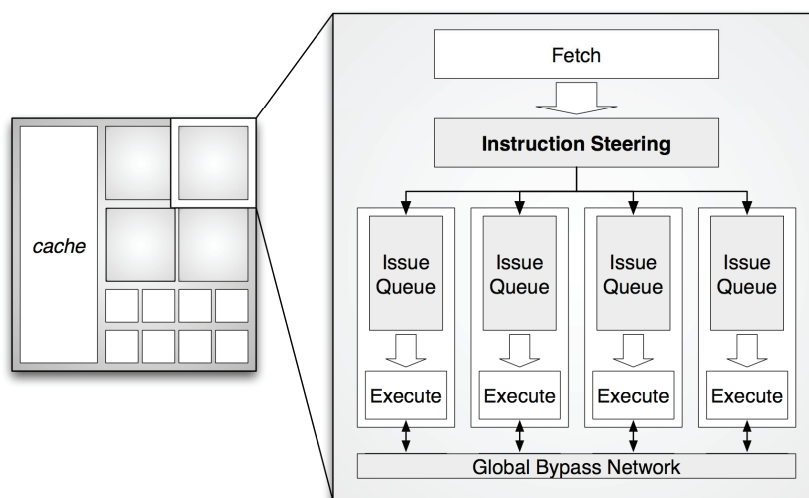 Fetch
Instruction Steering
cache
Issue
Queue
Issue
Queue
Issue
Queue
Issue
Queue
Execute
Execute
Execute
Execute
Global Bypass Network